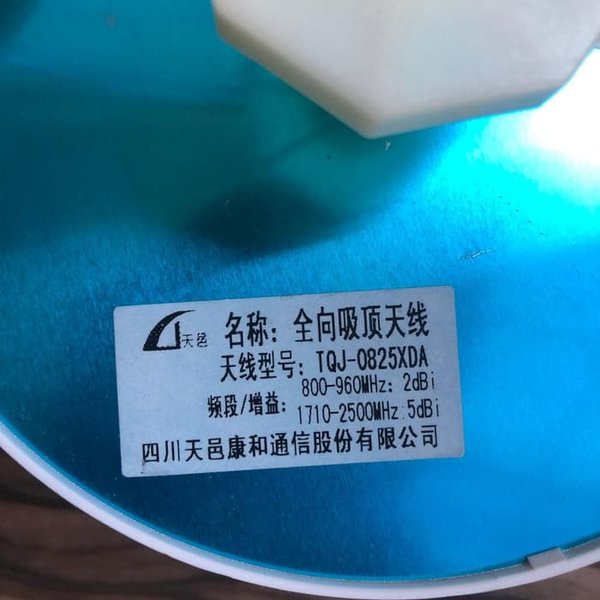 天邑
名称：全向吸顶天线
天线型号：TQJ-0825XDA
频段/增益：800-960MHz：2dBi
1710-2500MHz:5dBi
四川天邑康和通信股份有限公司